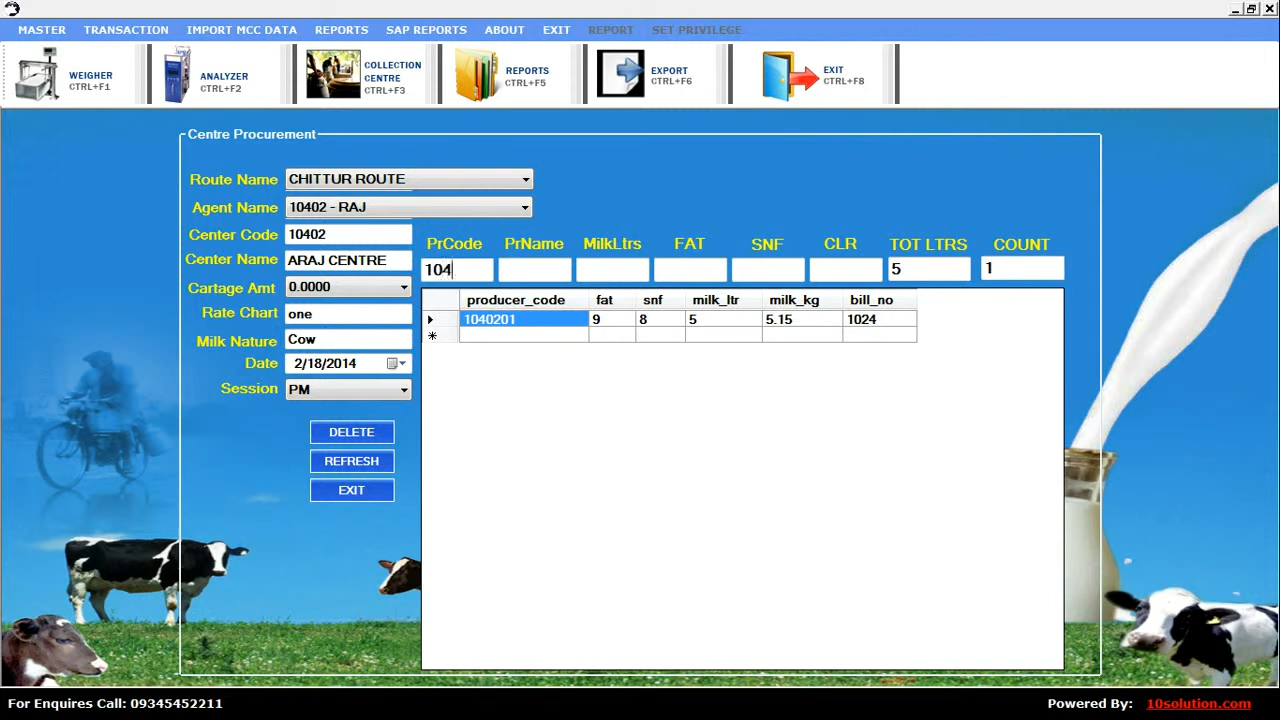 MASTER TRANSACTION IMPORT MCC DATA REPORTS SAP REPORTS ABOUT EXIT REPORT SET PRIVILEGE
WEIGHER
CTRL+F1
ANALYZER
CTRL+F2
COLLECTION
CENTRE
CTRL+F3
REPORTS
CTRL+F5
EXPORT
CTRL+F6
EXIT
CTRL+F8
Centre Procurement
Route Name CHITTUR ROUTE
Agent Name 10402 - RAJ
Center Code 10402
Center Name ARAJ CENTRE
Cartage Amt 0.0000
Rate Chart one
Milk Nature Cow
Date 2/18/2014
Session PM
DELETE
REFRESH
EXIT
PrCode PrName MilkLtrs FAT SNF CLR TOT LTRS COUNT
104 5 1
producer_code fat snf milk_ltr milk_kg bill_no
1040201 9 8 5 5.15 1024
For Enquires Call: 09345452211
Powered By: 10solution.com